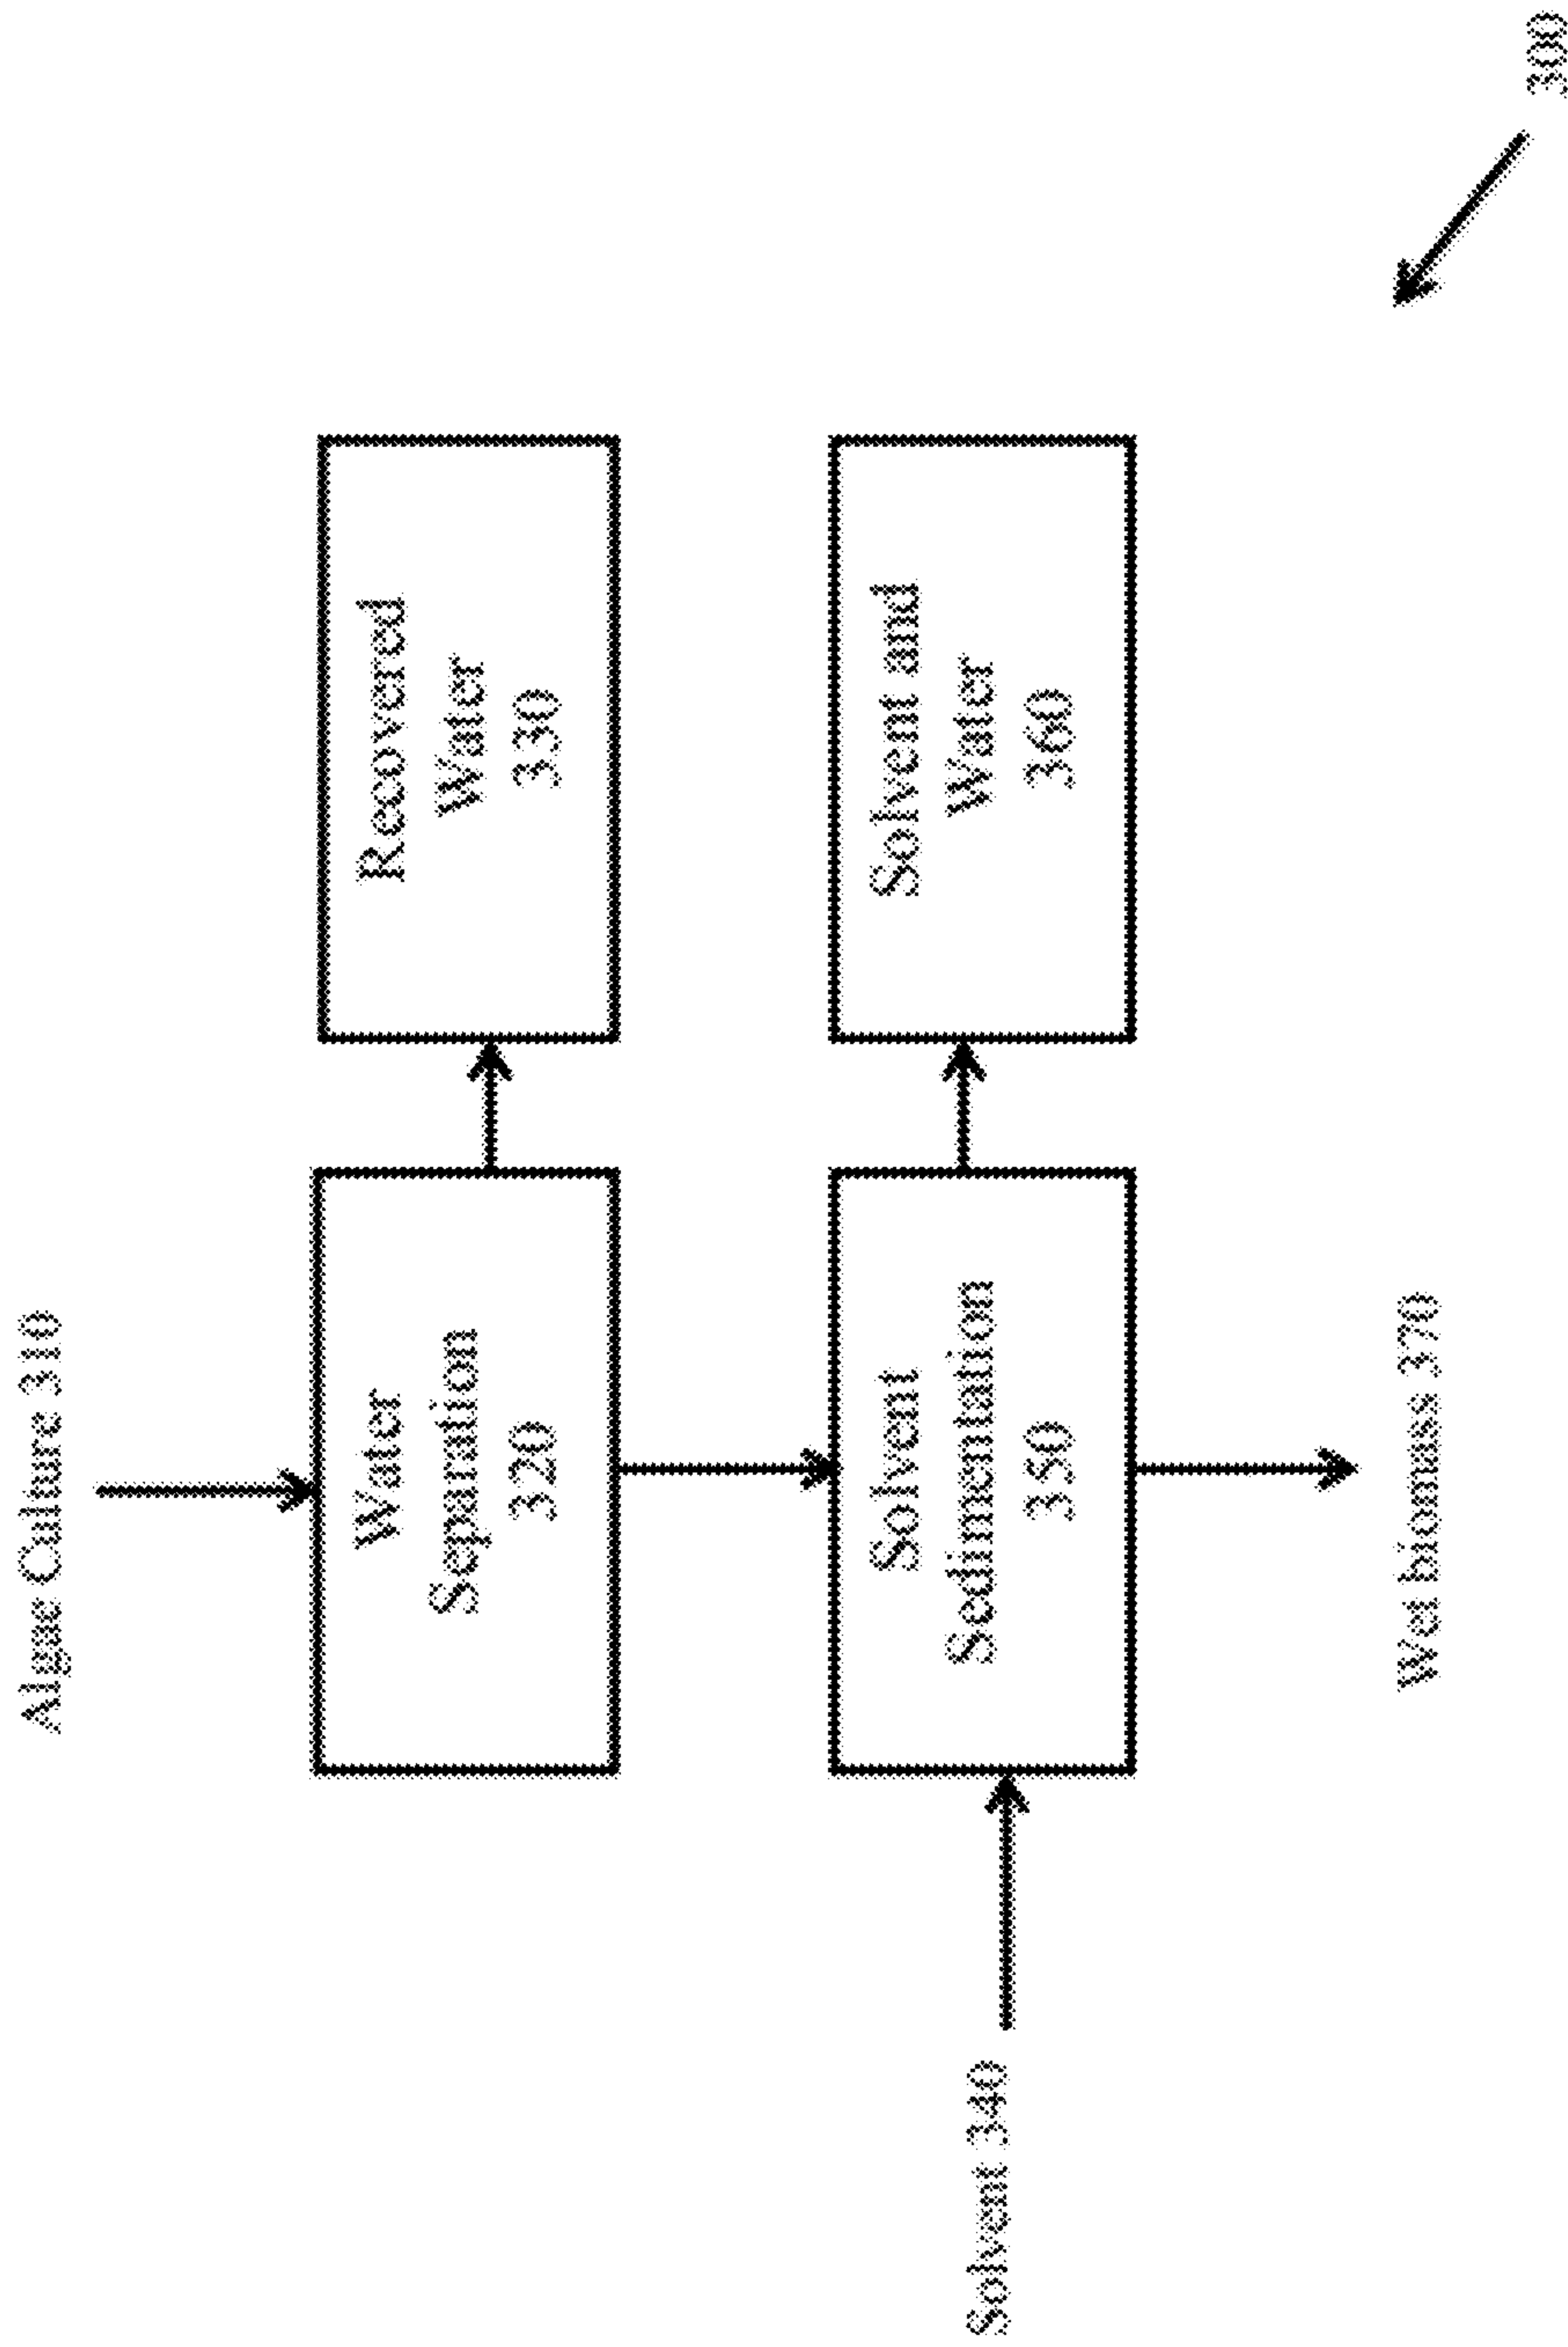 Algae Culture 310
Water
Separation
320
Recovered
Water
330
Solvent 340
Solvent
Sedimentation
350
Solvent and
Water
360
Wet biomass 370
300